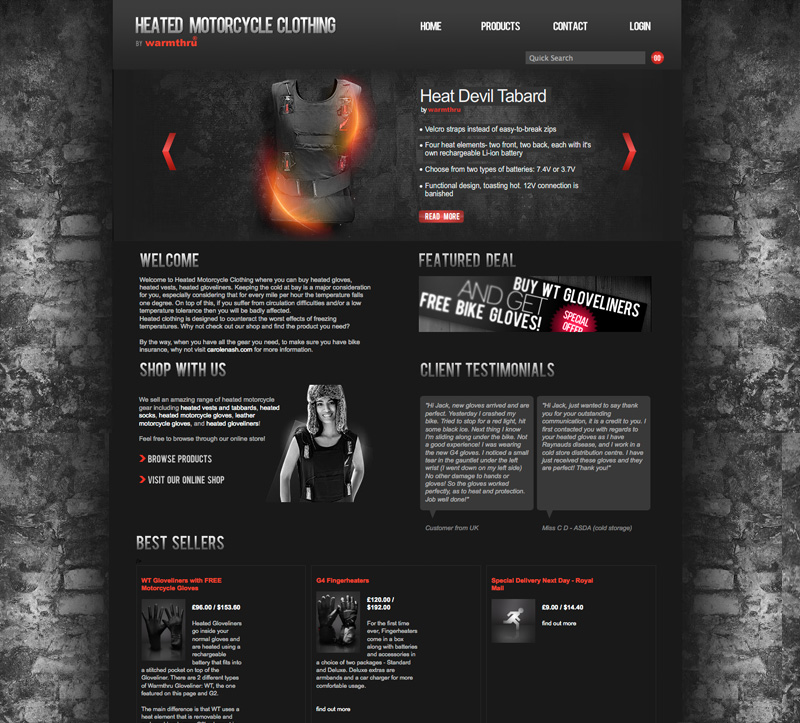 HEATED MOTORCYCLE CLOTHING
BY warmthru
HOME PRODUCTS CONTACT LOGIN
Quick Search GO
Heat Devil Tabard
by warmthru
• Velcro straps instead of easy-to-break zips
• Four heat elements- two front, two back, each with it's
own rechargeable Li-ion battery
• Choose from two types of batteries: 7.4V or 3.7V
• Functional design, toasting hot. 12V connection is
banished
READ MORE
WELCOME
Welcome to Heated Motorcycle Clothing where you can buy heated gloves,
heated vests, heated gloveliners. Keeping the cold at bay is a major consideration
for you, especially considering that for every mile per hour the temperature falls
one degree. On top of this, if you suffer from circulation difficulties and/or a low
temperature tolerance then you will be badly affected.
Heated clothing is designed to counteract the worst effects of freezing
temperatures. Why not check out our shop and find the product you need?
By the way, when you have all the gear you need, to make sure you have bike
insurance, why not visit carolenash.com for more information.
FEATURED DEAL
BUY WT GLOVELINERS
AND GET
FREE BIKE GLOVES!
SPECIAL
OFFER
SHOP WITH US
We sell an amazing range of heated motorcycle
gear including heated vests and tabbards, heated
socks, heated motorcycle gloves, leather
motorcycle gloves, and heated gloveliners!
Feel free to browse through our online store!
BROWSE PRODUCTS
VISIT OUR ONLINE SHOP
CLIENT TESTIMONIALS
"Hi Jack, new gloves arrived and are
perfect. Yesterday I crashed my
bike. Tried to stop for a red light, hit
some black ice. Next thing I know
I'm sliding along under the bike. Not
a good experience! I was wearing
the new G4 gloves. I noticed a small
tear in the gauntlet under the left
wrist (I went down on my left side)
No other damage to hands or
gloves! So the gloves worked
perfectly, as to heat and protection.
Job well done!"
Customer from UK
"Hi Jack, just wanted to say thank
you for your outstanding
communication, it is a credit to you. I
first contacted you with regards to
your heated gloves as I have
Raynauds disease, and I work in a
cold store distribution centre. I have
just received these gloves and they
are perfect! Thank you!"
Miss C D - ASDA (cold storage)
BEST SELLERS
WT Gloveliners with FREE
Motorcycle Gloves
£96.00 / $153.60
Heated Gloveliners
go inside your
normal gloves and
are heated using a
rechargeable
battery that fits into
a stitched pocket on top of the
Gloveliner. There are 2 different types
of Warmthru Gloveliner: WT, the one
featured on this page and G2.
The main difference is that WT uses a
heat element that is removable and
G4 Fingerheaters
£120.00 /
$192.00
For the first time
ever, Fingerheaters
come in a box
along with batteries
and accessories in
a choice of two packages - Standard
and Deluxe. Deluxe extras are
armbands and a car charger for more
comfortable usage.
find out more
Special Delivery Next Day - Royal
Mail
£9.00 / $14.40
find out more